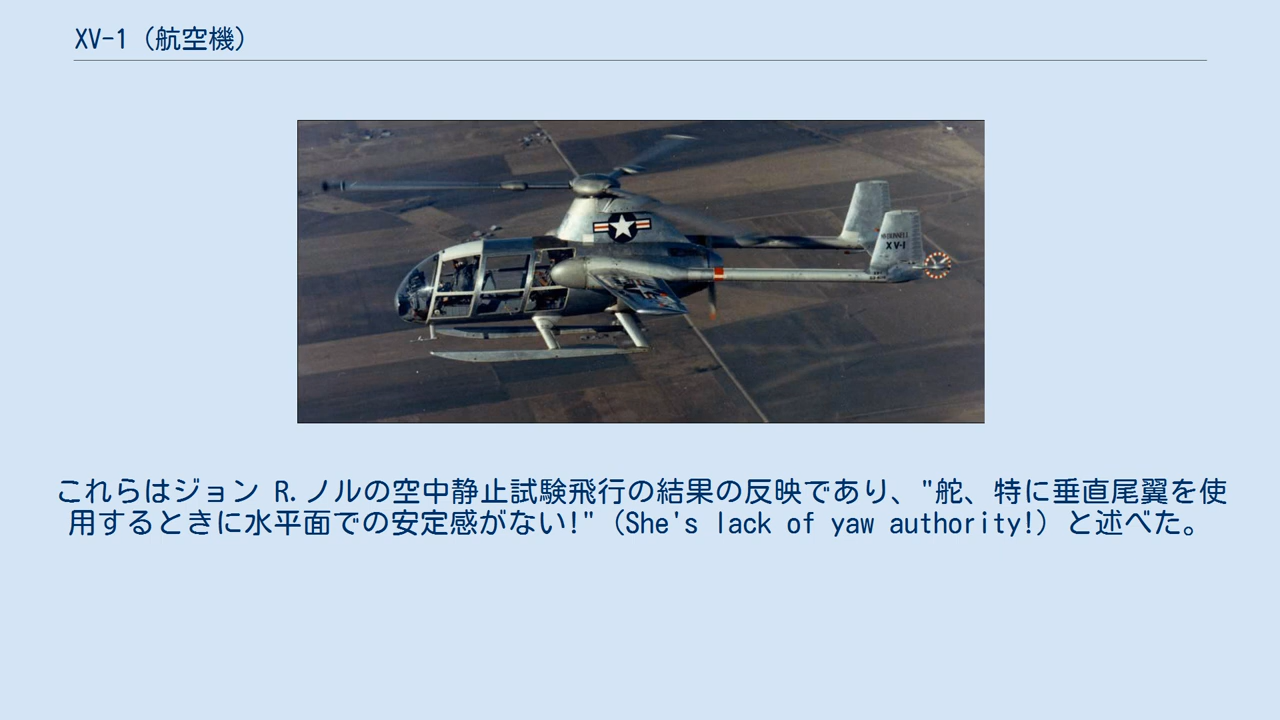 XV-1（航空機）
McDONNELL
XV-1
これらはジョン R.ノルの空中静止試験飛行の結果の反映であり、"舵、特に垂直尾翼を使
用するときに水平面での安定感がない!"（She's lack of yaw authority!）と述べた。